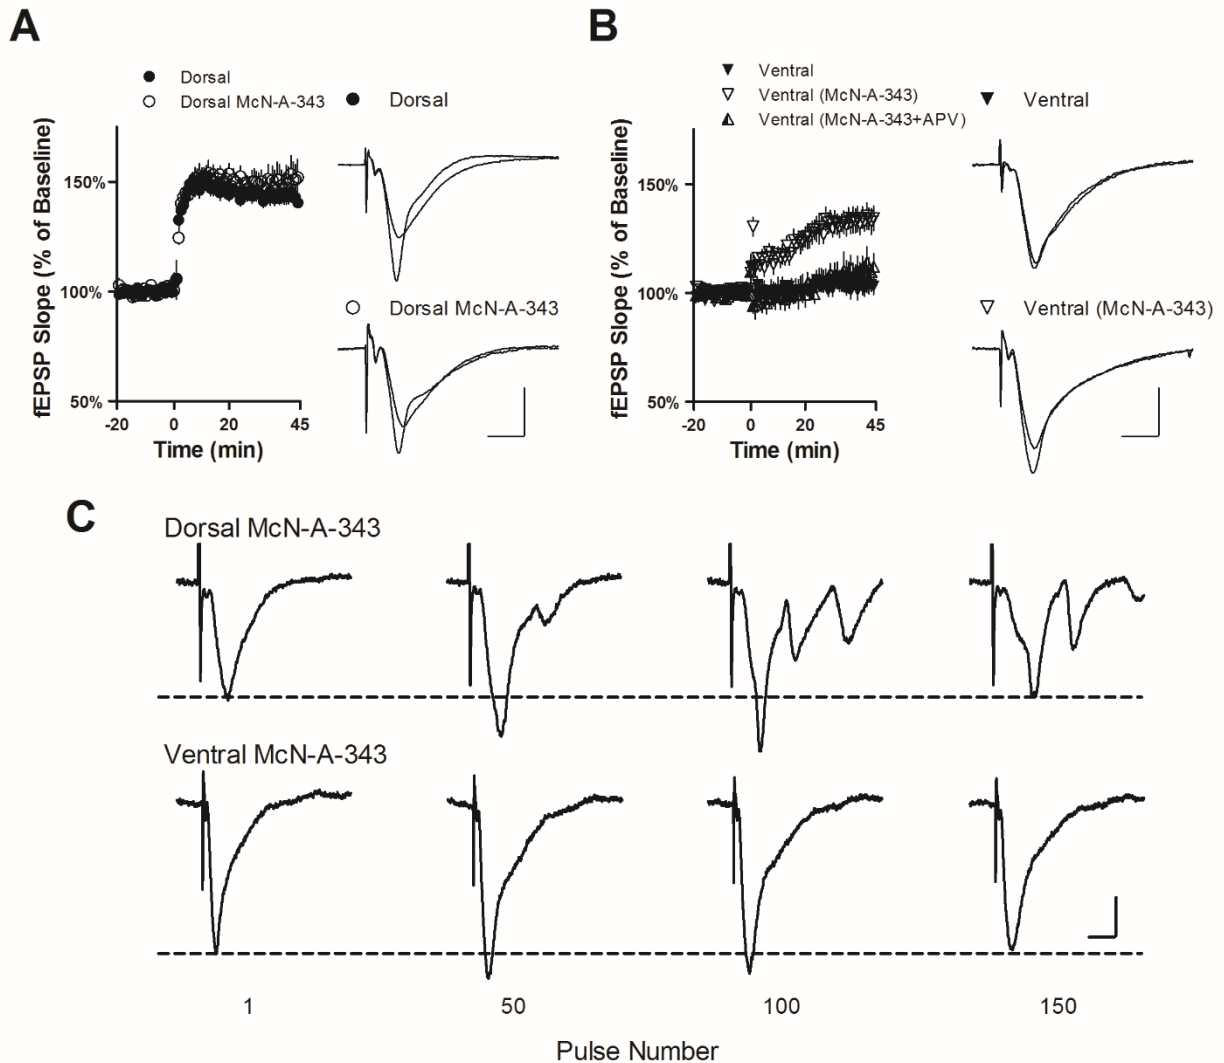 A
Dorsal
Dorsal McN-A-343
fEPSP Slope (% of Baseline)
150%
100%
50%
-20
0
20
45
Time (min)
Dorsal
Dorsal McN-A-343
B
Ventral
Ventral (McN-A-343)
Ventral (McN-A-343+APV)
fEPSP Slope (% of Baseline)
150%
100%
50%
-20
0
20
45
Time (min)
Ventral
Ventral (McN-A-343)
C
Dorsal McN-A-343
Ventral McN-A-343
1 50 100 150
Pulse Number